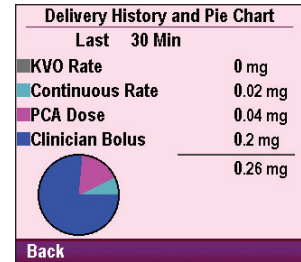 Delivery History and Pie Chart
Last 30 Min
KVO Rate 0 mg
Continuous Rate 0.02 mg
PCA Dose 0.04 mg
Clinician Bolus 0.2 mg
0.26 mg
Back